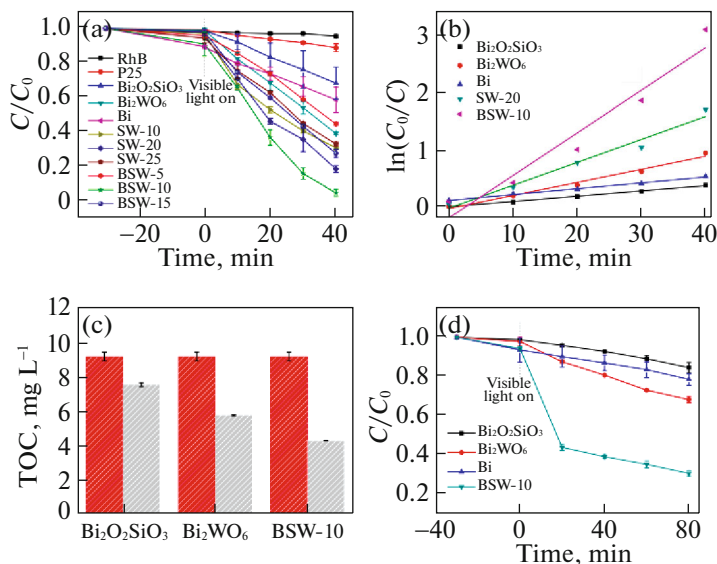 (a)
C/C₀
1.0
0.8
0.6
0.4
0.2
0
RhB
P25
Bi₂O₂SiO₃
Bi₂WO₆
Bi
SW-10
SW-20
SW-25
BSW-5
BSW-10
BSW-15
Visible
light on
−20 0 20 40
Time, min
(b)
ln(C₀/C)
3
2
1
0
Bi₂O₂SiO₃
Bi₂WO₆
Bi
SW-20
BSW-10
0 10 20 30 40
Time, min
(c)
TOC, mg L⁻¹
12
10
8
6
4
2
0
Bi₂O₂SiO₃ Bi₂WO₆ BSW-10
(d)
C/C₀
1.0
0.8
0.6
0.4
0.2
Visible
light on
Bi₂O₂SiO₃
Bi₂WO₆
Bi
BSW-10
−40 0 40 80
Time, min